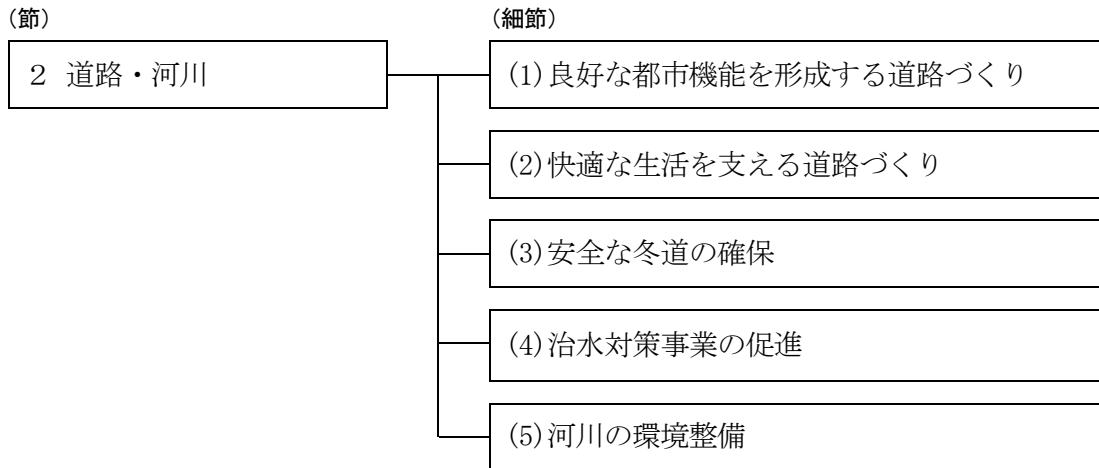 （節）
（細節）
２ 道路・河川
(1)良好な都市機能を形成する道路づくり
(2)快適な生活を支える道路づくり
(3)安全な冬道の確保
(4)治水対策事業の促進
(5)河川の環境整備